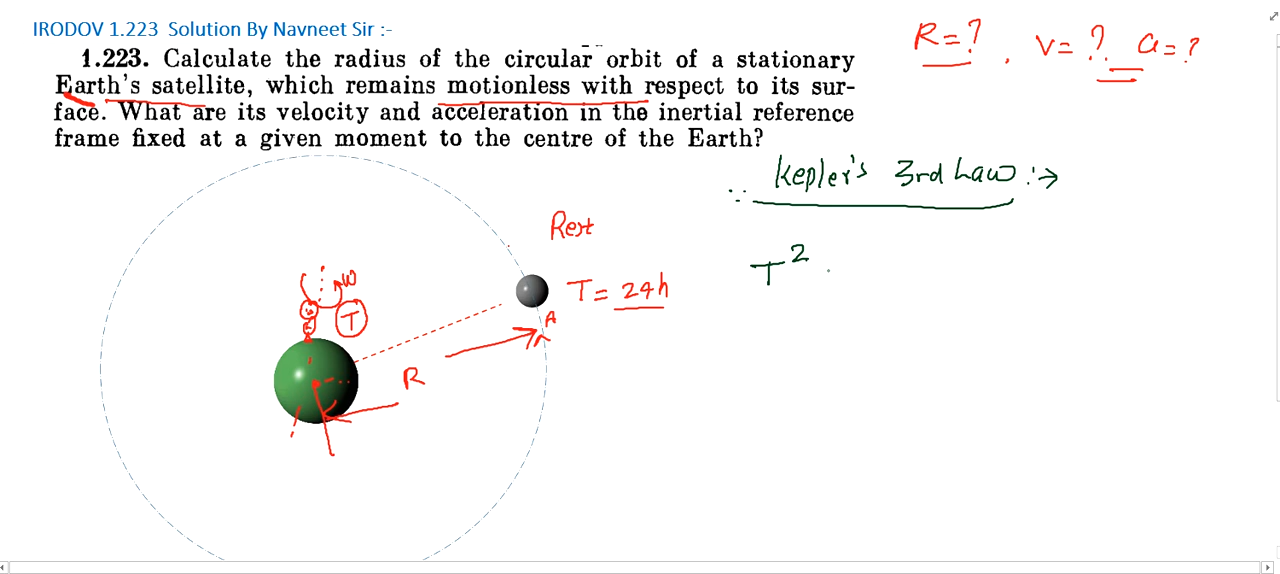 IRODOV 1.223 Solution By Navneet Sir :-
1.223. Calculate the radius of the circular orbit of a stationary
Earth's satellite, which remains motionless with respect to its sur-
face. What are its velocity and acceleration in the inertial reference
frame fixed at a given moment to the centre of the Earth?
R=? , V=? a=?
∵ Kepler's 3rd Law :→
T²
Rest
T= 24h
A
ω
T
R